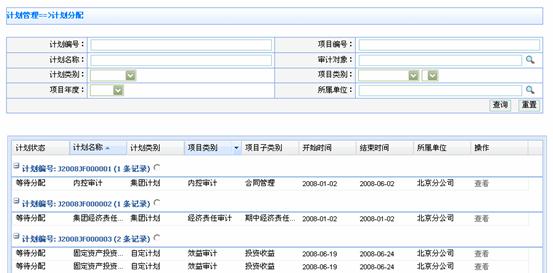 计划管理==>计划分配
计划编号： 项目编号：
计划名称： 审计对象：
计划类别： 项目类别：
项目年度： 所属单位：
查询 重置
计划状态 计划名称 计划类别 项目类别 项目子类别 开始时间 结束时间 所属单位 操作
计划编号: J2008JF000001 (1 条记录)
等待分配 内控审计 集团计划 内控审计 合同管理 2008-01-02 2008-06-02 北京分公司 查看
计划编号: J2008JF000002 (1 条记录)
等待分配 集团经济责任... 集团计划 经济责任审计 期中经济责任... 2008-01-02 2008-06-02 北京分公司 查看
计划编号: J2008JF000003 (2 条记录)
等待分配 固定资产投资... 自定计划 效益审计 投资收益 2008-06-19 2008-06-24 北京分公司 查看
等待分配 固定资产投资... 自定计划 效益审计 投资收益 2008-06-19 2008-06-24 北京分公司 查看